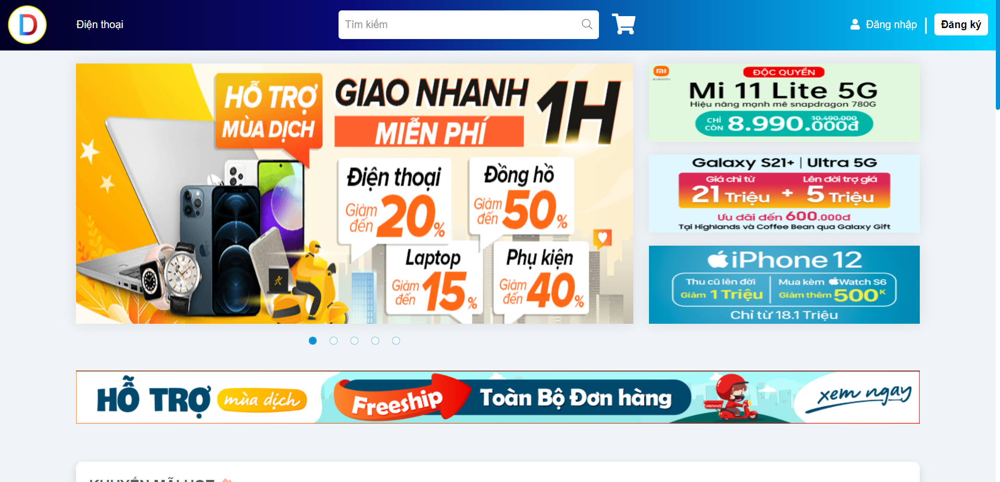 D
Điện thoại
Tìm kiếm
Đăng nhập
Đăng ký
HỖ TRỢ
MÙA DỊCH
GIAO NHANH
1H
MIỄN PHÍ
Điện thoại
Giảm đến 20%
Đồng hồ
Giảm đến 50%
Laptop
Giảm đến 15%
Phụ kiện
Giảm đến 40%
xiaomi
ĐỘC QUYỀN
Mi 11 Lite 5G
Hiệu năng mạnh mẽ snapdragon 780G
CHỈ CÒN 8.990.000đ
10.490.000
Galaxy S21+ | Ultra 5G
Giá chỉ từ
21 Triệu
+
Lên đời trợ giá
5 Triệu
Ưu đãi đến 600.000đ
Tại Highlands và Coffee Bean qua Galaxy Gift
iPhone 12
Thu cũ lên đời
Giảm 1 Triệu
Mua kèm Watch S6
Giảm thêm 500K
Chỉ từ 18.1 Triệu
HỖ TRỢ mùa dịch
Freeship
Toàn Bộ Đơn hàng
xem ngay